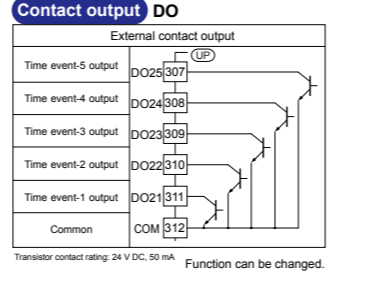 Contact output DO
External contact output
UP
Time event-5 output DO25 307
Time event-4 output DO24 308
Time event-3 output DO23 309
Time event-2 output DO22 310
Time event-1 output DO21 311
Common COM 312
Transistor contact rating: 24 V DC, 50 mA
Function can be changed.